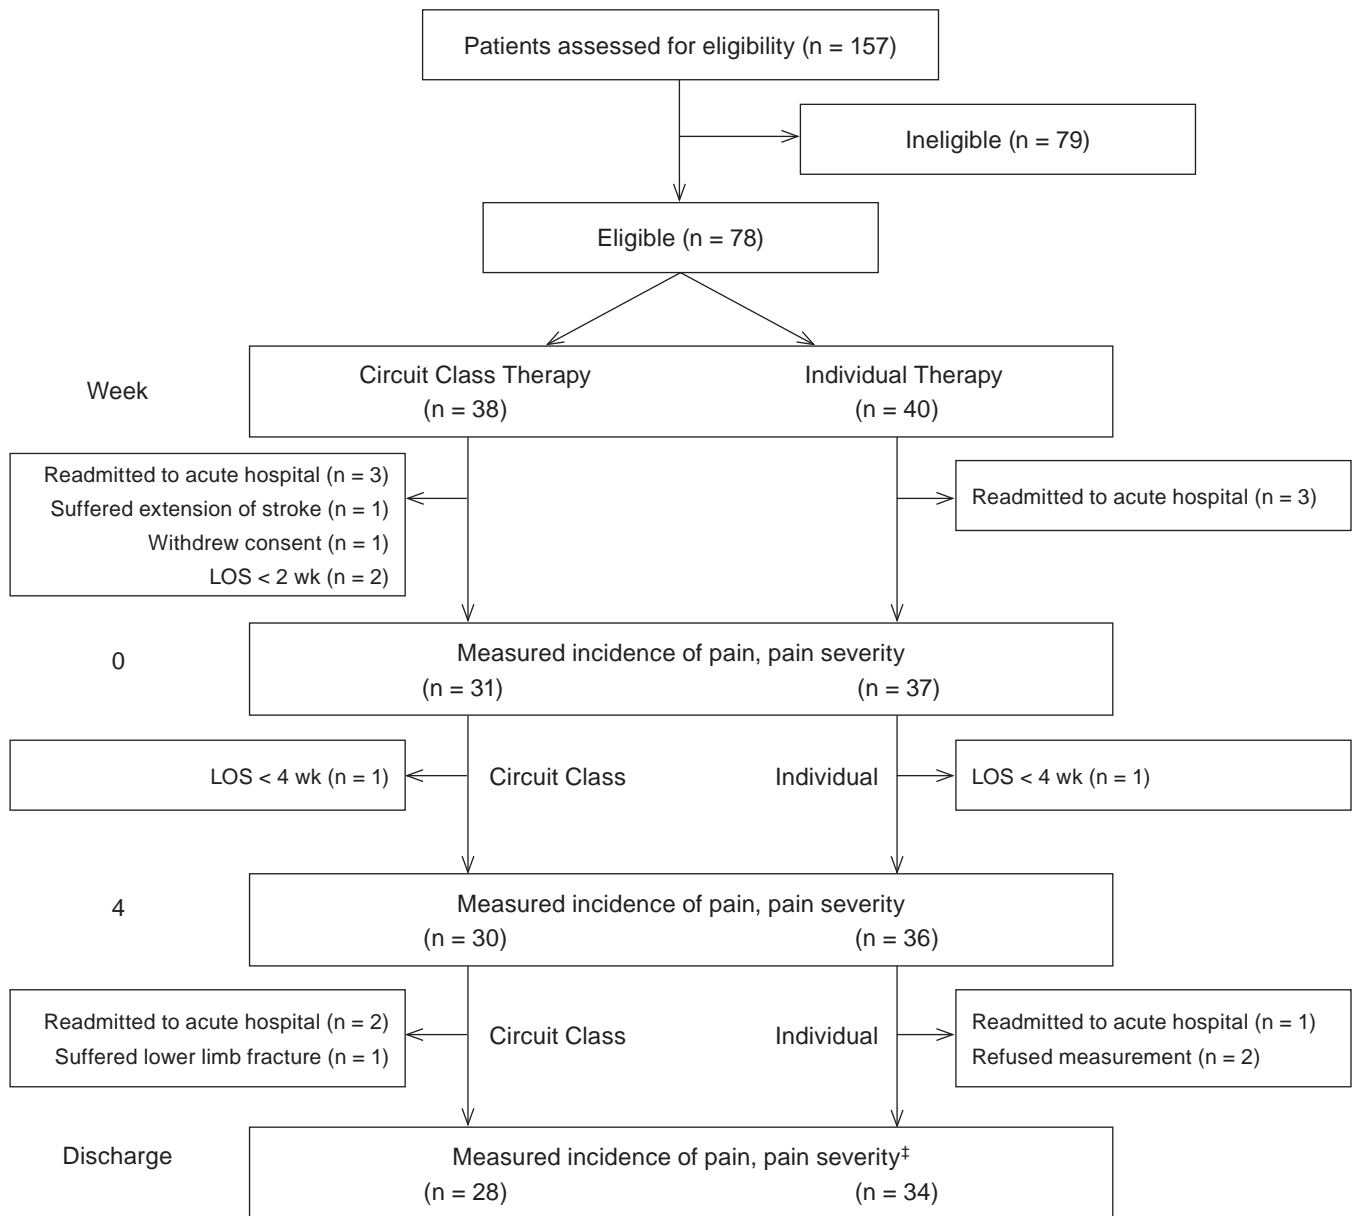 Patients assessed for eligibility (n = 157)
Ineligible (n = 79)
Eligible (n = 78)
Week
Circuit Class Therapy
(n = 38)
Individual Therapy
(n = 40)
Readmitted to acute hospital (n = 3)
Suffered extension of stroke (n = 1)
Withdrew consent (n = 1)
LOS < 2 wk (n = 2)
Readmitted to acute hospital (n = 3)
0
Measured incidence of pain, pain severity
(n = 31)
(n = 37)
LOS < 4 wk (n = 1)
Circuit Class
Individual
LOS < 4 wk (n = 1)
4
Measured incidence of pain, pain severity
(n = 30)
(n = 36)
Readmitted to acute hospital (n = 2)
Suffered lower limb fracture (n = 1)
Circuit Class
Individual
Readmitted to acute hospital (n = 1)
Refused measurement (n = 2)
Discharge
Measured incidence of pain, pain severity‡
(n = 28)
(n = 34)